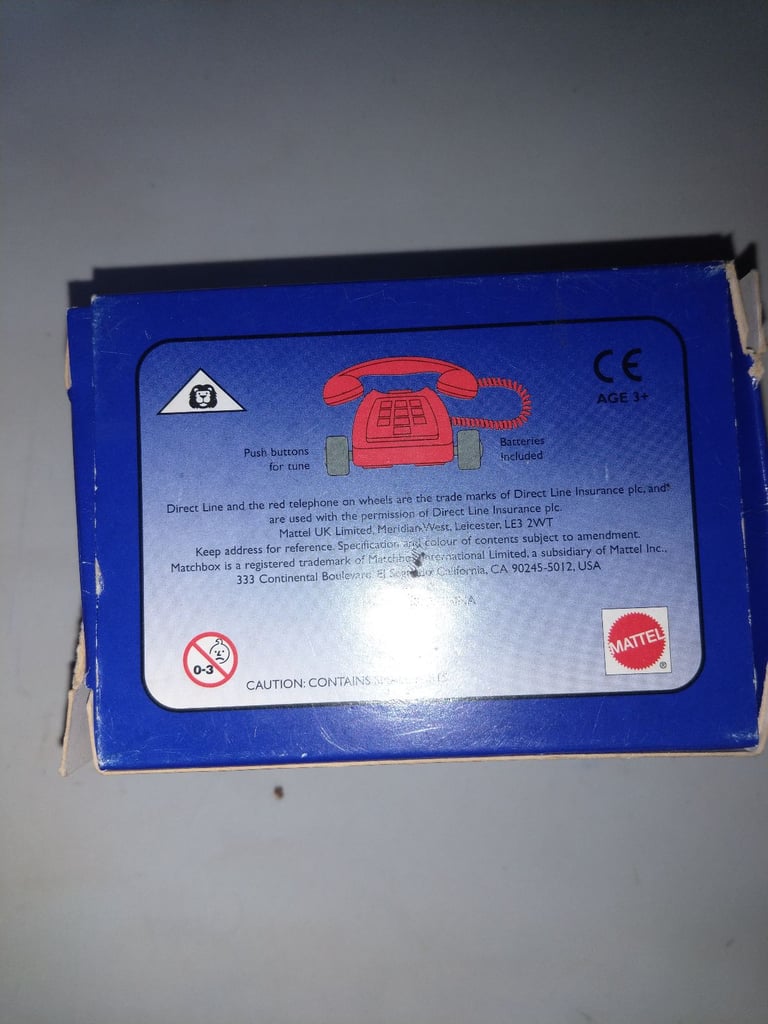 CE
AGE 3+
Push buttons
for tune
Batteries
Included
Direct Line and the red telephone on wheels are the trade marks of Direct Line Insurance plc, and
are used with the permission of Direct Line Insurance plc.
Mattel UK Limited, Meridian West, Leicester, LE3 2WT
Keep address for reference. Specification and colour of contents subject to amendment.
Matchbox is a registered trademark of Matchbox International Limited, a subsidiary of Mattel Inc.,
333 Continental Boulevard, El Segundo California, CA 90245-5012, USA
0-3
CAUTION: CONTAINS
MATTEL
®